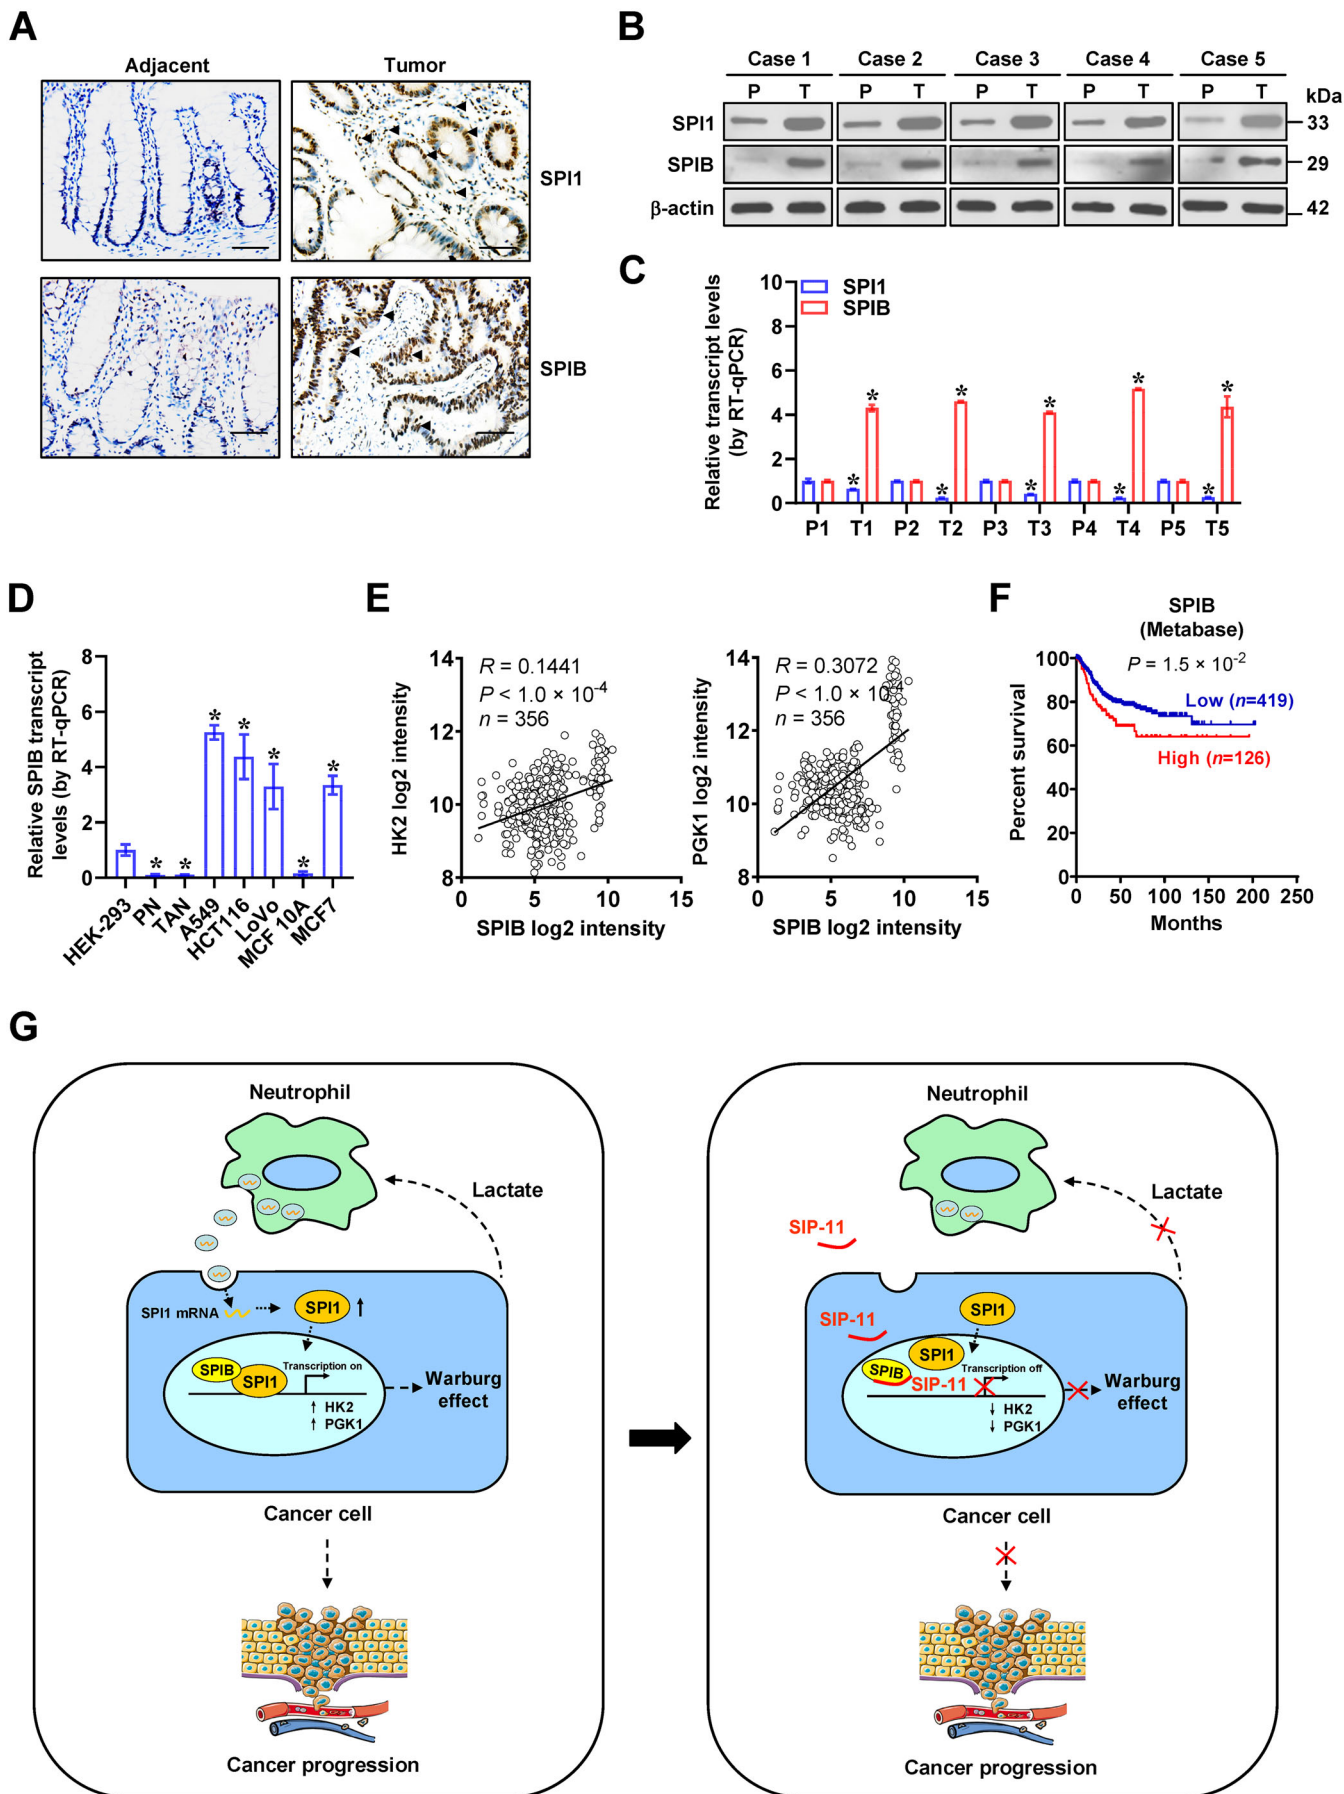 A
Adjacent
Tumor
SPI1
SPIB
B
Case 1
Case 2
Case 3
Case 4
Case 5
P T P T P T P T P T
kDa
SPI1
33
SPIB
29
β-actin
42
C
Relative transcript levels
(by RT-qPCR)
10
8
6
4
2
0
SPI1
SPIB
* * * * * * * * * *
P1 T1 P2 T2 P3 T3 P4 T4 P5 T5
D
Relative SPIB transcript
levels (by RT-qPCR)
8
6
4
2
0
* * * * * * *
HEK-293
PN
TAN
A549
HCT116
LoVo
MCF 10A
MCF7
E
HK2 log2 intensity
14
12
10
8
R = 0.1441
P < 1.0 × 10-4
n = 356
0 5 10 15
SPIB log2 intensity
PGK1 log2 intensity
14
12
10
8
R = 0.3072
P < 1.0 × 10-4
n = 356
0 5 10 15
SPIB log2 intensity
F
SPIB
(Metabase)
P = 1.5 × 10-2
Percent survival
100
80
60
40
20
0
Low (n=419)
High (n=126)
0 50 100 150 200 250
Months
G
Neutrophil
Lactate
SPI1 mRNA
SPI1
SPIB
SPI1
Transcription on
↑ HK2
↑ PGK1
Warburg
effect
Cancer cell
Cancer progression
Neutrophil
Lactate
SIP-11
SIP-11
SPI1
SPI1
SPIB
SIP-11
Transcription off
↓ HK2
↓ PGK1
Warburg
effect
Cancer cell
Cancer progression